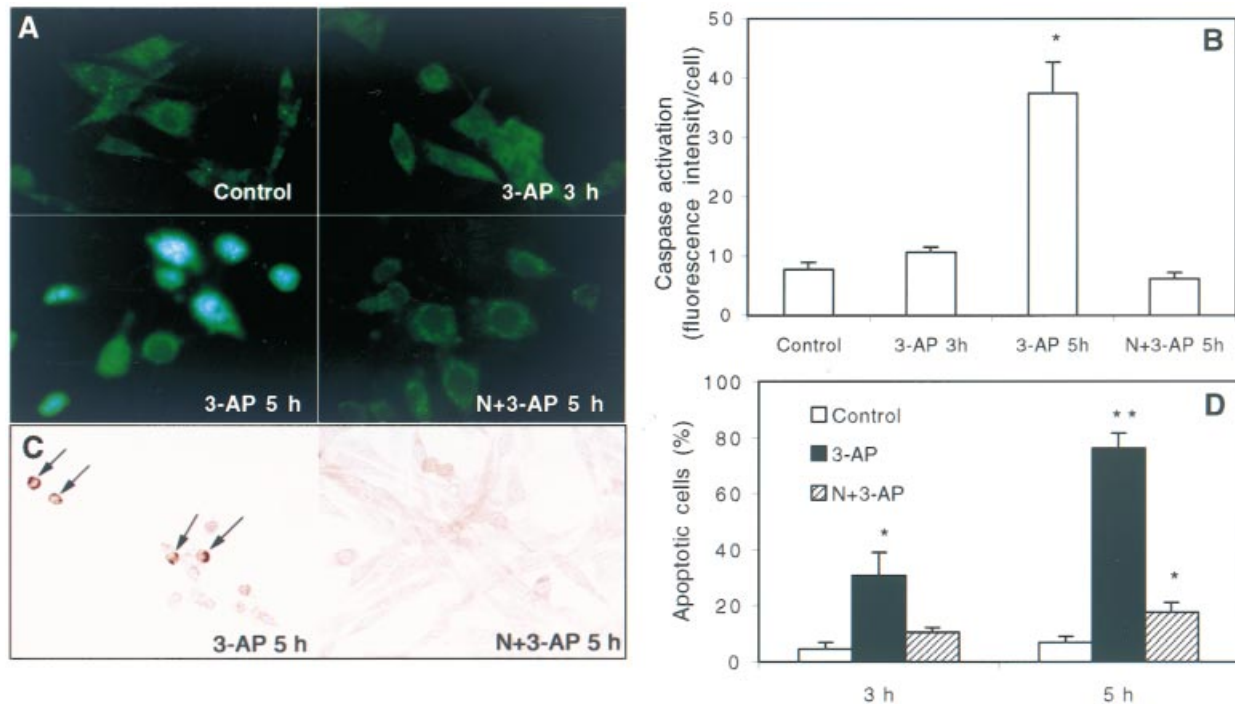 A
Control
3-AP 3 h
3-AP 5 h
N+3-AP 5 h
C
3-AP 5 h
N+3-AP 5 h
B
Caspase activation
(fluorescence intensity/cell)
50
40
30
20
10
0
*
Control
3-AP 3h
3-AP 5h
N+3-AP 5h
D
Apoptotic cells (%)
100
80
60
40
20
0
Control
3-AP
N+3-AP
*
* *
*
3 h
5 h